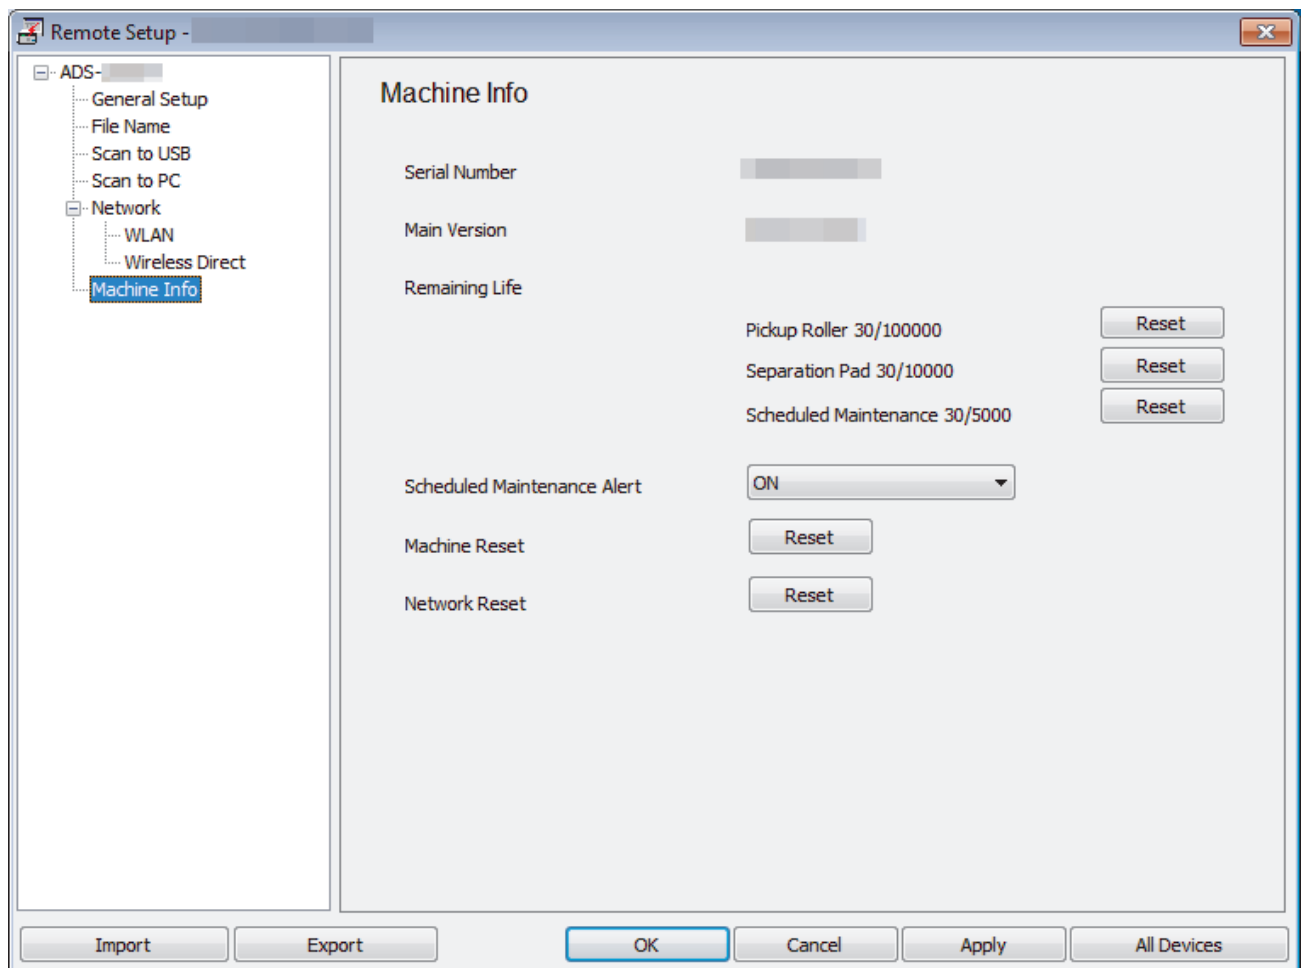 Remote Setup -
ADS-
General Setup
File Name
Scan to USB
Scan to PC
Network
WLAN
Wireless Direct
Machine Info
Machine Info
Serial Number
Main Version
Remaining Life
Pickup Roller 30/100000 Reset
Separation Pad 30/10000 Reset
Scheduled Maintenance 30/5000 Reset
Scheduled Maintenance Alert ON
Machine Reset Reset
Network Reset Reset
Import Export OK Cancel Apply All Devices